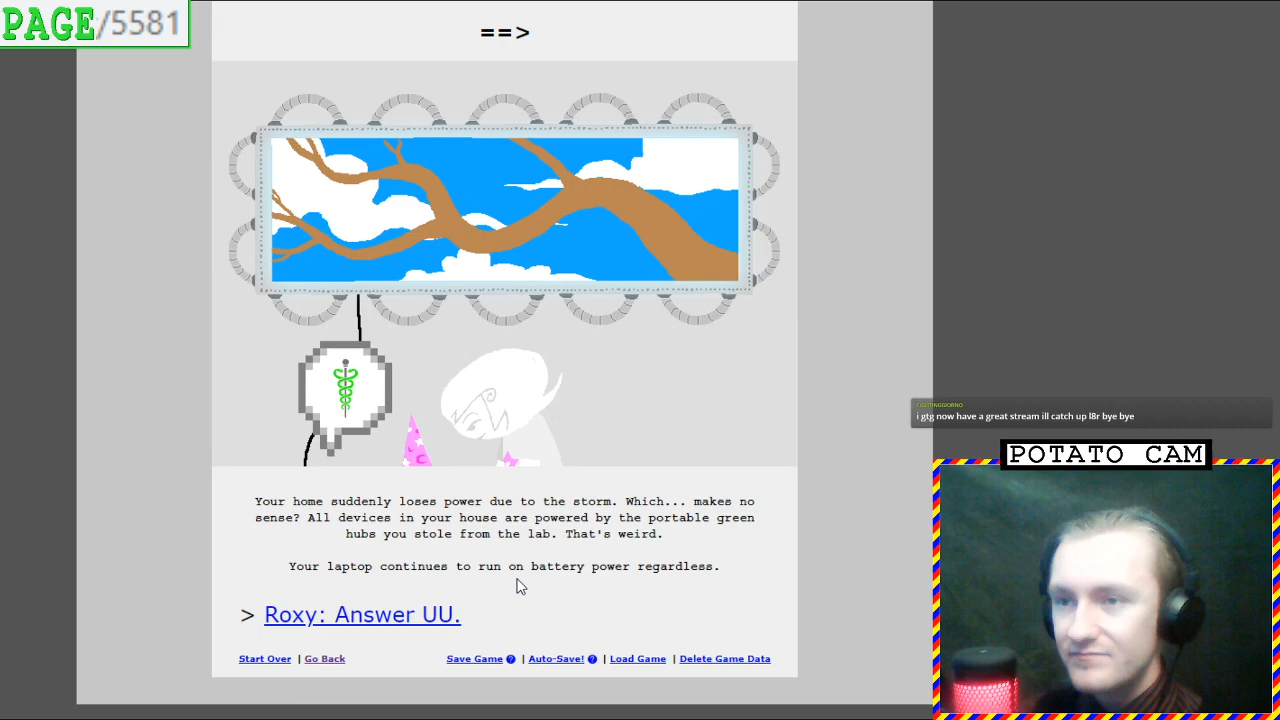 PAGE/5581
==>
Your home suddenly loses power due to the storm. Which... makes no
sense? All devices in your house are powered by the portable green
hubs you stole from the lab. That's weird.
Your laptop continues to run on battery power regardless.
> Roxy: Answer UU.
Start Over | Go Back
Save Game ? | Auto-Save! ? | Load Game | Delete Game Data
i gtg now have a great stream ill catch up l8r bye bye
POTATO CAM